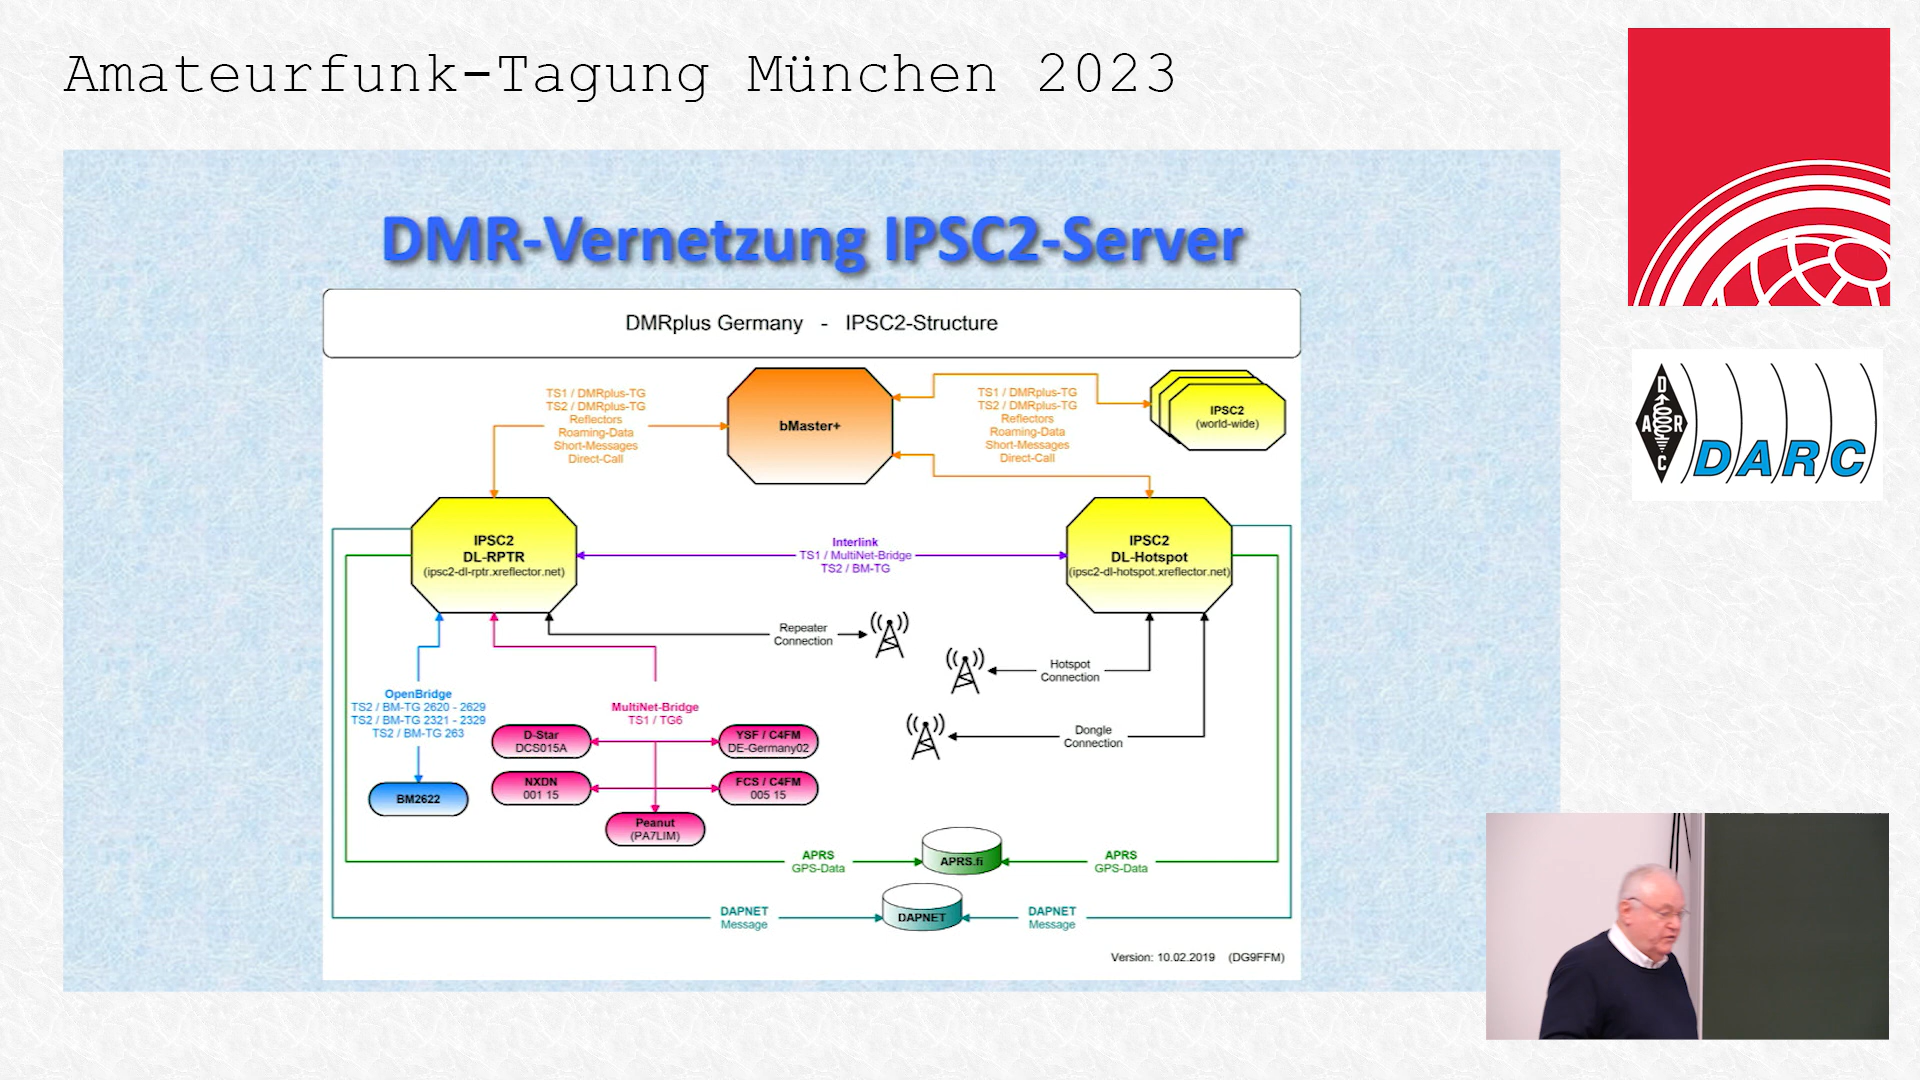 Amateurfunk-Tagung München 2023
DMR-Vernetzung IPSC2-Server
DMRplus Germany - IPSC2-Structure
TS1 / DMRplus-TG
TS2 / DMRplus-TG
Reflectors
Roaming-Data
Short-Messages
Direct-Call
bMaster+
TS1 / DMRplus-TG
TS2 / DMRplus-TG
Reflectors
Roaming-Data
Short-Messages
Direct-Call
IPSC2
(world-wide)
IPSC2
DL-RPTR
(ipsc2-dl-rptr.xreflector.net)
Interlink
TS1 / MultiNet-Bridge
TS2 / BM-TG
IPSC2
DL-Hotspot
(ipsc2-dl-hotspot.xreflector.net)
Repeater
Connection
Hotspot
Connection
Dongle
Connection
OpenBridge
TS2 / BM-TG 2620 - 2629
TS2 / BM-TG 2321 - 2329
TS2 / BM-TG 263
BM2622
MultiNet-Bridge
TS1 / TG6
D-Star
DCS015A
YSF / C4FM
DE-Germany02
NXDN
001 15
FCS / C4FM
005 15
Peanut
(PA7LIM)
APRS
GPS-Data
APRS.fi
APRS
GPS-Data
DAPNET
Message
DAPNET
DAPNET
Message
Version: 10.02.2019 (DG9FFM)
D
A R
C
DARC